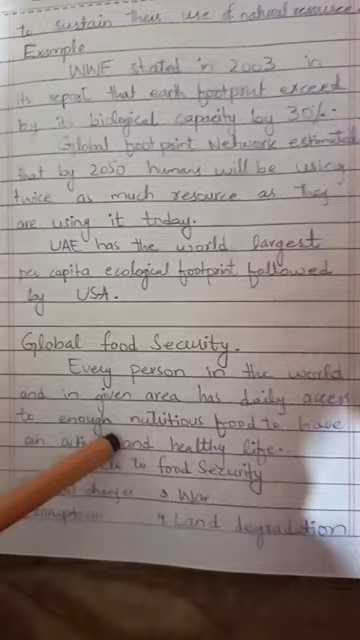 to sustain their use of natural resource
Example
WWF stated in 2003 in
its report that earth footprint exceed
by its biological capacity by 30%.
Global footprint Network estimated
that by 2050 humans will be using
twice as much resource as they
are using it today.
UAE has the world largest
per capita ecological footprint followed
by USA.
Global food Security.
Every person in the world
and in given area has daily access
to enough nutritious food to have
an and healthy life.
to food Security
changes 3 War
4 Land degradation